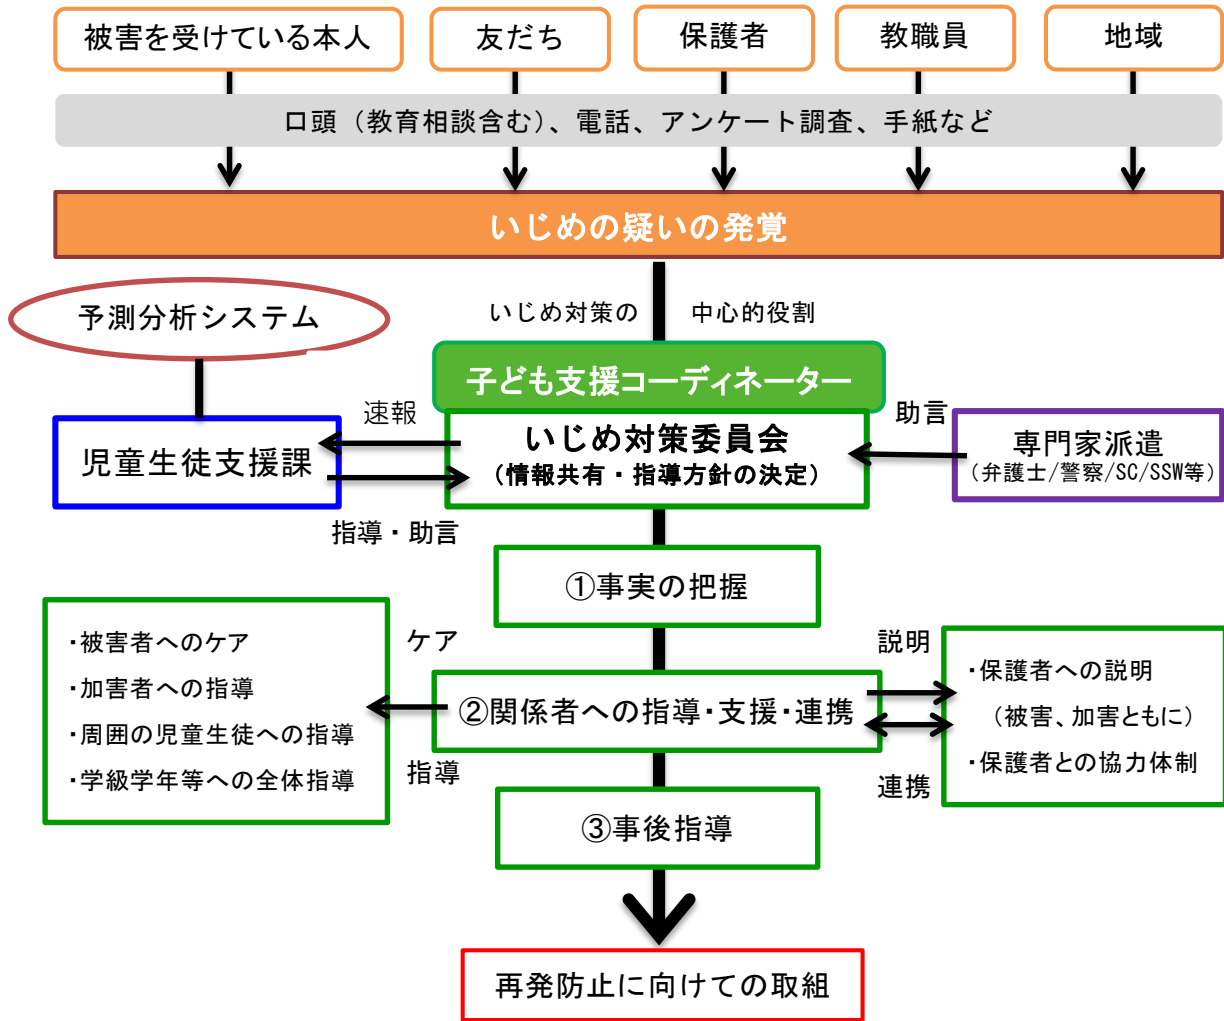 被害を受けている本人
友だち
保護者
教職員
地域
口頭（教育相談含む）、電話、アンケート調査、手紙など
いじめの疑いの発覚
予測分析システム
いじめ対策の 中心的役割
子ども支援コーディネーター
速報
助言
児童生徒支援課
いじめ対策委員会
（情報共有・指導方針の決定）
専門家派遣
（弁護士/警察/SC/SSW等）
指導・助言
①事実の把握
・被害者へのケア
・加害者への指導
・周囲の児童生徒への指導
・学級学年等への全体指導
ケア
指導
②関係者への指導・支援・連携
説明
連携
・保護者への説明
（被害、加害ともに）
・保護者との協力体制
③事後指導
再発防止に向けての取組